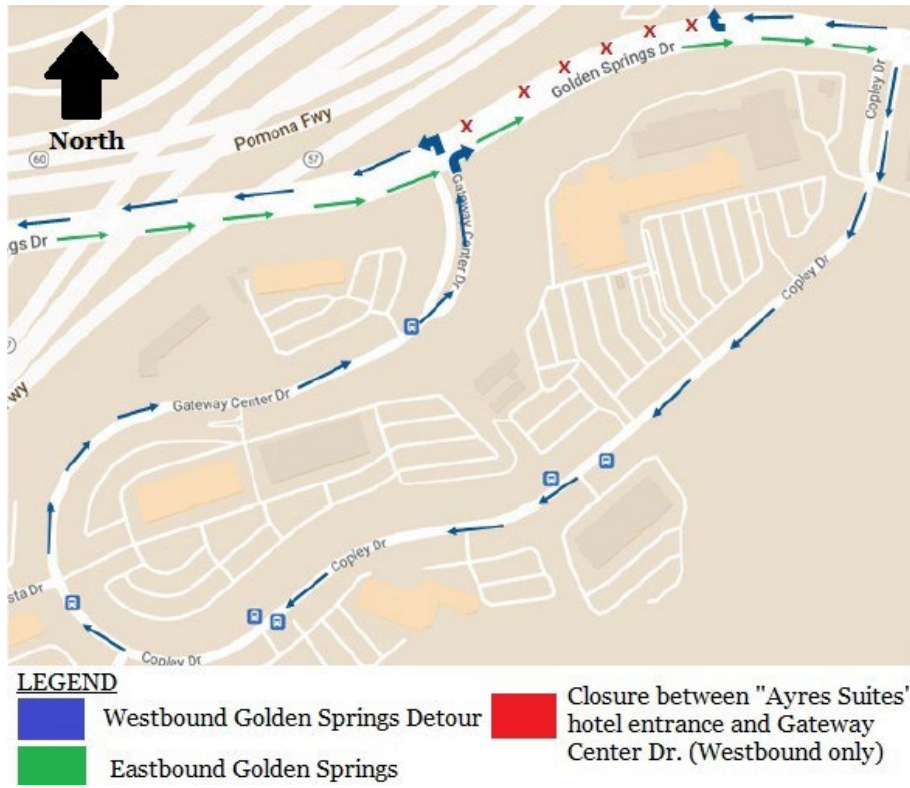 North
Pomona Fwy
60
57
Golden Springs Dr
Copley Dr
gs Dr
Gateway Center Dr
Copley Dr
wy
Gateway Center Dr
Copley Dr
sta Dr
Copley Dr
X X X X X X X
LEGEND
Westbound Golden Springs Detour
Eastbound Golden Springs
Closure between "Ayres Suites"
hotel entrance and Gateway
Center Dr. (Westbound only)